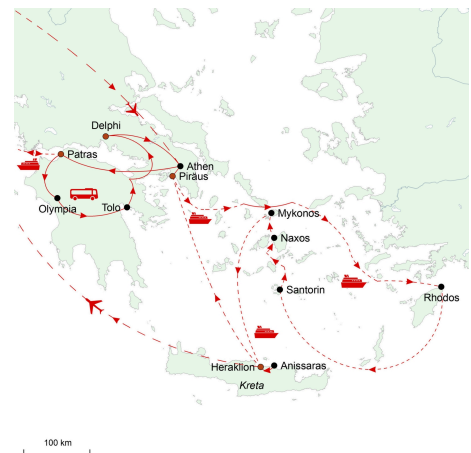 Delphi
Patras
Athen
Piräus
Olympia
Tolo
Mykonos
Naxos
Santorin
Rhodos
Heraklion
Anissaras
Kreta
100 km